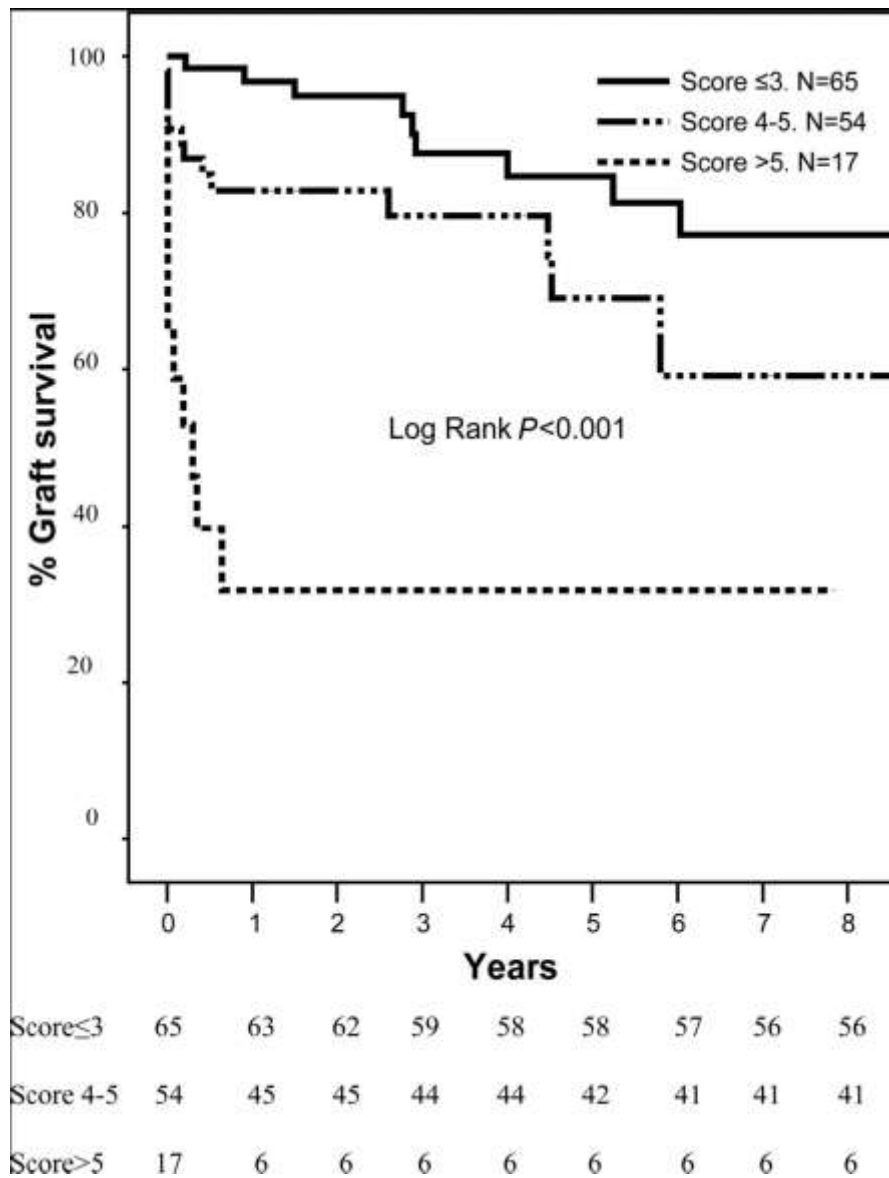 100
80
60
40
20
0
% Graft survival
Score ≤3. N=65
Score 4-5. N=54
Score >5. N=17
Log Rank P<0.001
0 1 2 3 4 5 6 7 8
Years
Score≤3 65 63 62 59 58 58 57 56 56
Score 4-5 54 45 45 44 44 42 41 41 41
Score>5 17 6 6 6 6 6 6 6 6